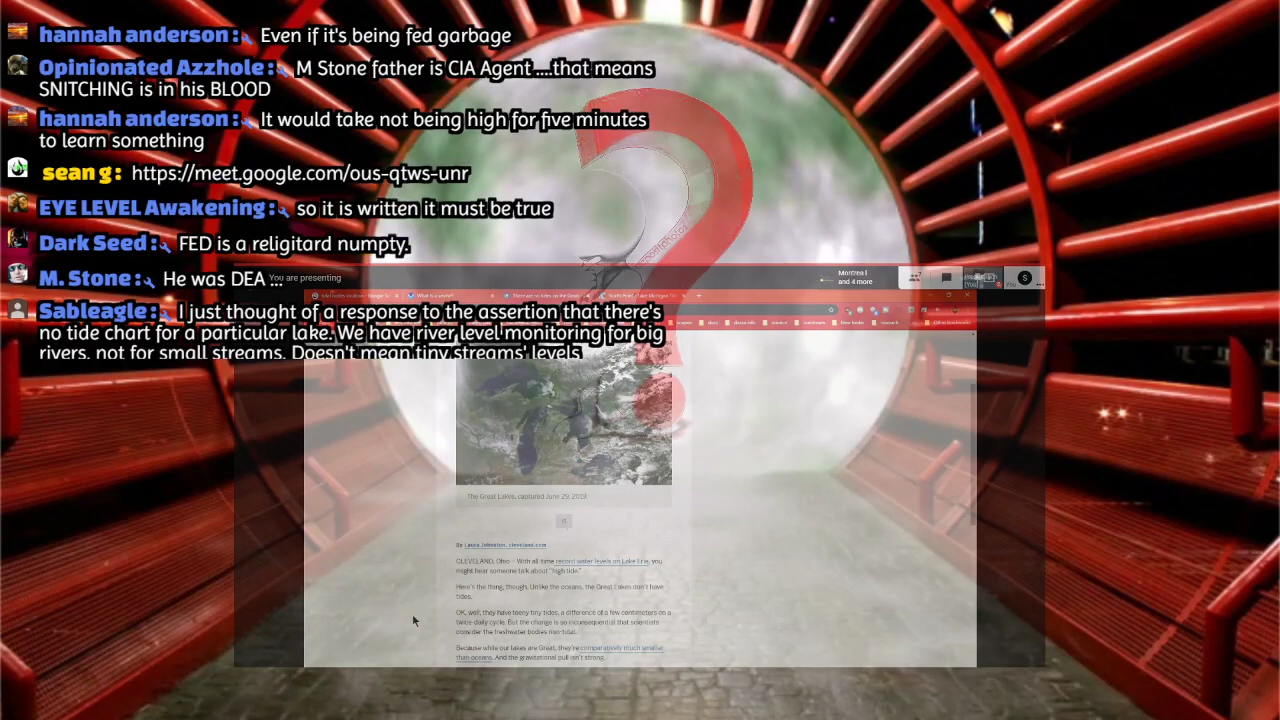 hannah anderson : Even if it's being fed garbage
Opinionated Azzhole : M Stone father is CIA Agent ....that means
SNITCHING is in his BLOOD
hannah anderson : It would take not being high for five minutes
to learn something
sean g : https://meet.google.com/ous-qtws-unr
EYE LEVEL Awakening : so it is written it must be true
Dark Seed : FED is a religitard numpty.
M. Stone : He was DEA ...
You are presenting
Montreal
and 4 more
Sableagle : I just thought of a response to the assertion that there's
no tide chart for a particular lake. We have river level monitoring for big
rivers, not for small streams. Doesn't mean tiny streams' levels
The Great Lakes, captured June 29, 2019.
By Laura Johnston, cleveland.com
CLEVELAND, Ohio – With all-time record water levels on Lake Erie, you
might hear someone talk about "high tide."
Here's the thing, though. Unlike the oceans, the Great Lakes don't have
tides.
OK, well, they have teeny tiny tides, a difference of a few centimeters on a
twice-daily cycle. But the change is so inconsequential that scientists
consider the freshwater bodies non-tidal.
Because while our lakes are Great, they're comparatively much smaller
than oceans. And the gravitational pull isn't strong.